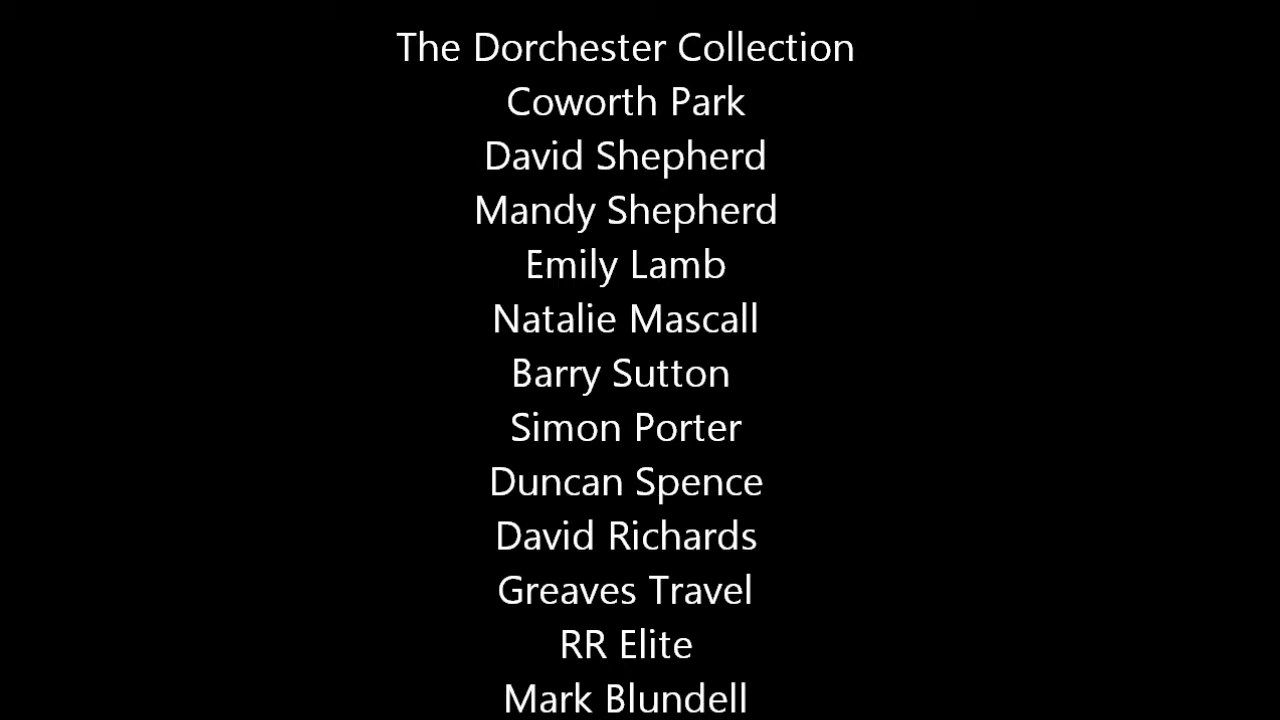 The Dorchester Collection
Coworth Park
David Shepherd
Mandy Shepherd
Emily Lamb
Natalie Mascall
Barry Sutton
Simon Porter
Duncan Spence
David Richards
Greaves Travel
RR Elite
Mark Blundell